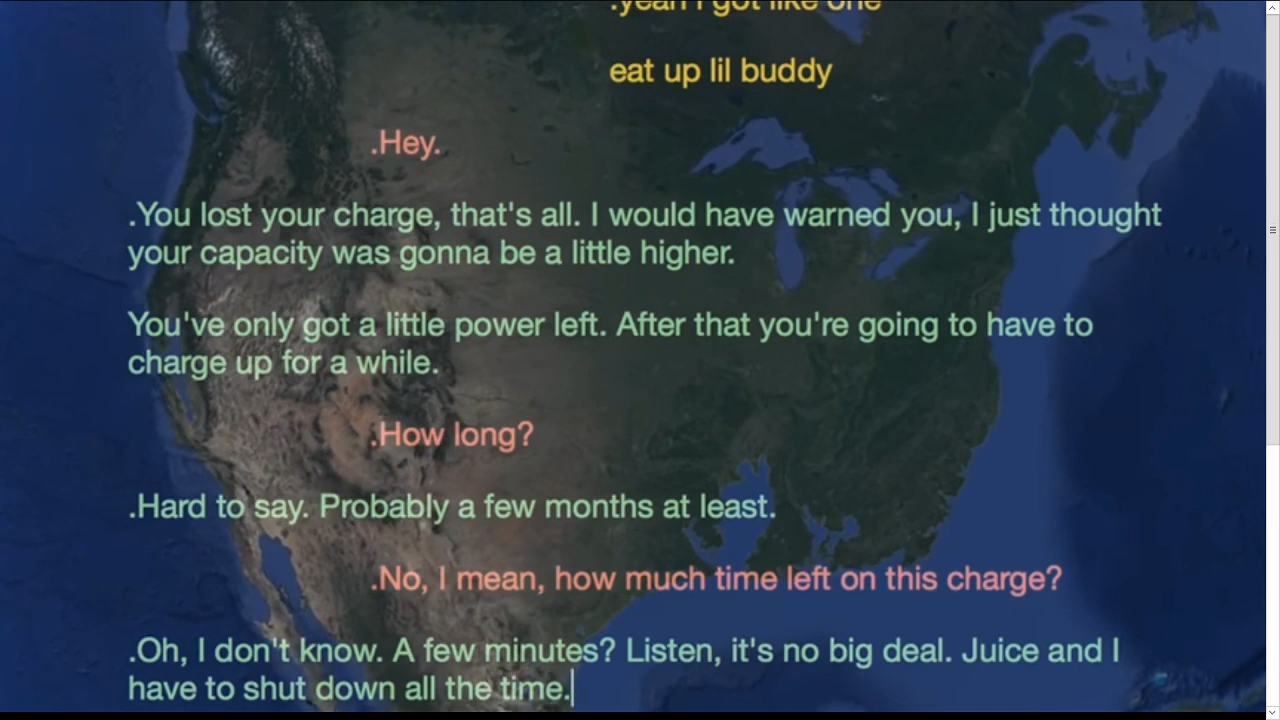 .yeah I got like one
eat up lil buddy
.Hey.
.You lost your charge, that's all. I would have warned you, I just thought
your capacity was gonna be a little higher.
You've only got a little power left. After that you're going to have to
charge up for a while.
.How long?
.Hard to say. Probably a few months at least.
.No, I mean, how much time left on this charge?
.Oh, I don't know. A few minutes? Listen, it's no big deal. Juice and I
have to shut down all the time.